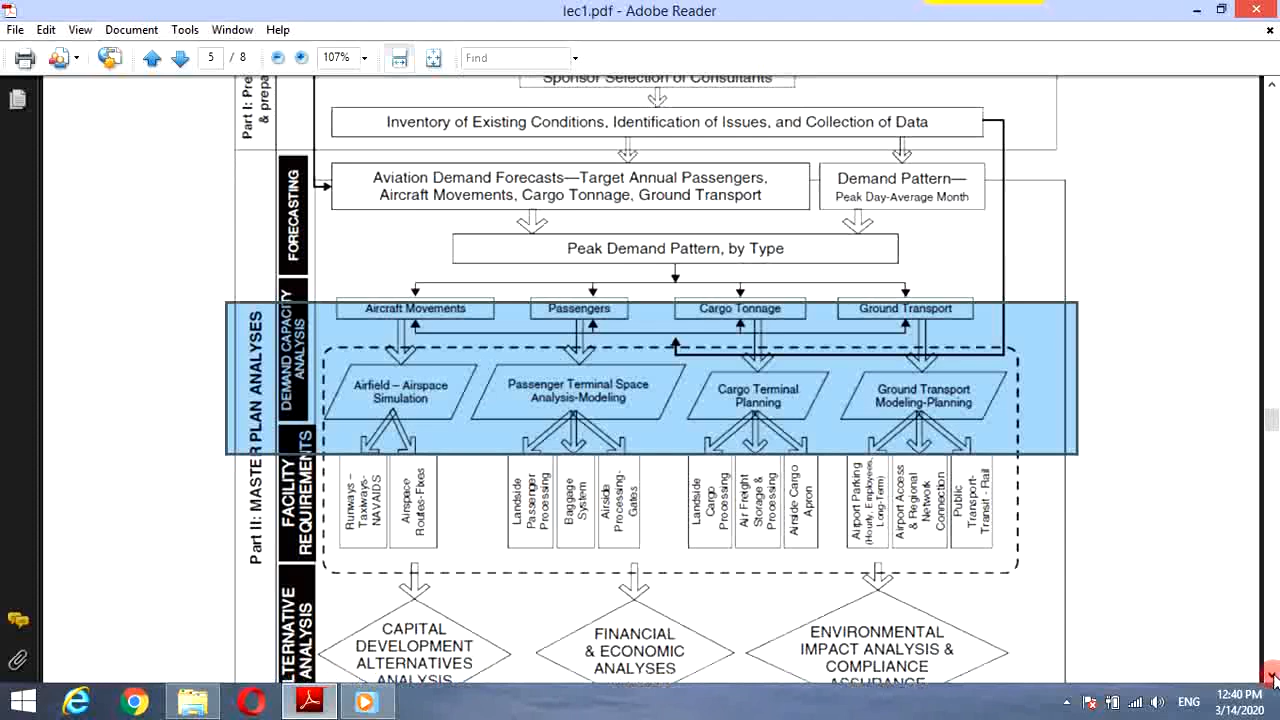 lec1.pdf - Adobe Reader
File Edit View Document Tools Window Help
5 / 8 107% Find
Sponsor Selection of Consultants
Part I: Pre
& prepa
Inventory of Existing Conditions, Identification of Issues, and Collection of Data
FORECASTING
Aviation Demand Forecasts—Target Annual Passengers,
Aircraft Movements, Cargo Tonnage, Ground Transport
Demand Pattern—
Peak Day-Average Month
Peak Demand Pattern, by Type
Part II: MASTER PLAN ANALYSES
DEMAND CAPACITY
ANALYSIS
Aircraft Movements
Passengers
Cargo Tonnage
Ground Transport
Airfield – Airspace
Simulation
Passenger Terminal Space
Analysis-Modeling
Cargo Terminal
Planning
Ground Transport
Modeling-Planning
FACILITY
REQUIREMENTS
Runways –
Taxiways-
NAVAIDS
Airspace
Routes-Fixes
Landside
Passenger
Processing
Baggage
System
Airside
Processing-
Gates
Landside
Cargo
Processing
Air Freight
Storage &
Processing
Airside Cargo
Apron
Airport Parking
(Hourly, Employees,
Long-Term)
Airport Access
& Regional
Network
Connection
Public
Transport-
Transit - Rail
LTERNATIVE
ANALYSIS
CAPITAL
DEVELOPMENT
ALTERNATIVES
ANALYSIS
FINANCIAL
& ECONOMIC
ANALYSES
ENVIRONMENTAL
IMPACT ANALYSIS &
COMPLIANCE
ASSURANCE
ENG
12:40 PM
3/14/2020